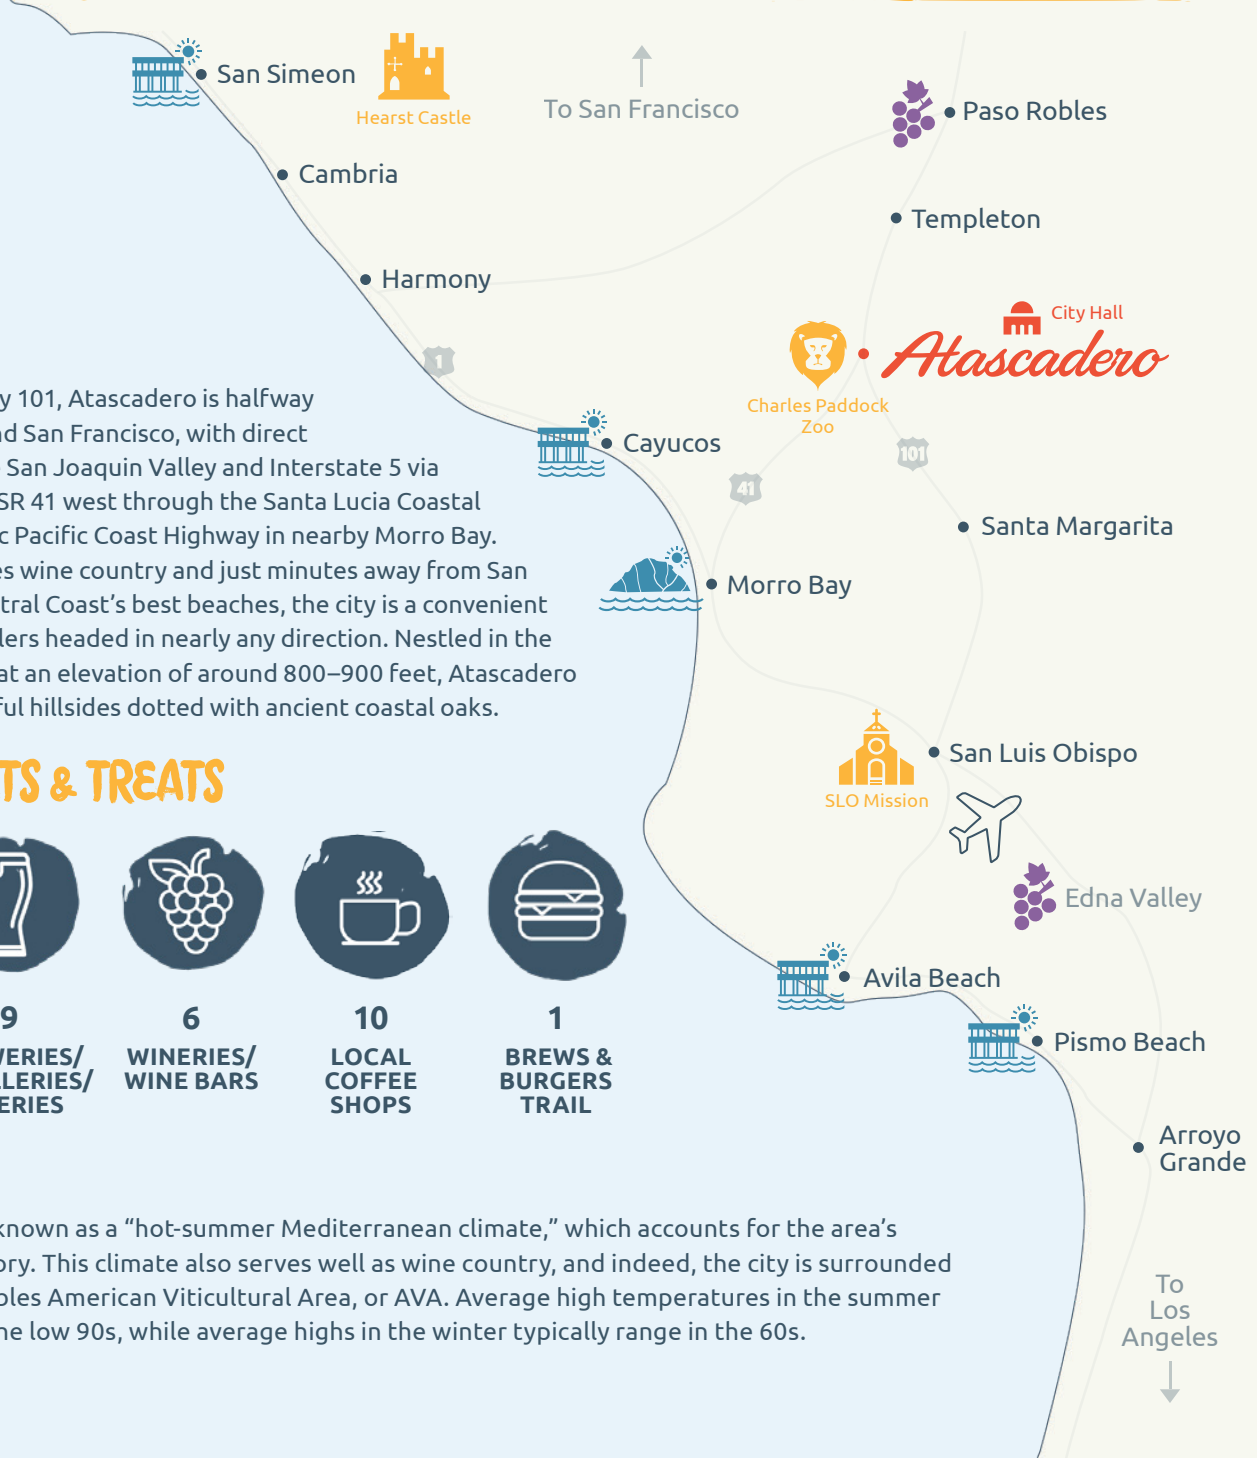 San Simeon
Hearst Castle
To San Francisco
Paso Robles
Cambria
Templeton
Harmony
City Hall
Atascadero
1
Charles Paddock
Zoo
y 101, Atascadero is halfway
nd San Francisco, with direct
San Joaquin Valley and Interstate 5 via
SR 41 west through the Santa Lucia Coastal
c Pacific Coast Highway in nearby Morro Bay.
es wine country and just minutes away from San
tral Coast’s best beaches, the city is a convenient
lers headed in nearly any direction. Nestled in the
at an elevation of around 800–900 feet, Atascadero
ful hillsides dotted with ancient coastal oaks.
Cayucos
101
41
Santa Margarita
Morro Bay
San Luis Obispo
SLO Mission
TS & TREATS
Edna Valley
Avila Beach
Pismo Beach
Arroyo
Grande
9
WERIES/
LLERIES/
ERIES
6
WINERIES/
WINE BARS
10
LOCAL
COFFEE
SHOPS
1
BREWS &
BURGERS
TRAIL
known as a “hot-summer Mediterranean climate,” which accounts for the area’s
ory. This climate also serves well as wine country, and indeed, the city is surrounded
bles American Viticultural Area, or AVA. Average high temperatures in the summer
he low 90s, while average highs in the winter typically range in the 60s.
To
Los
Angeles